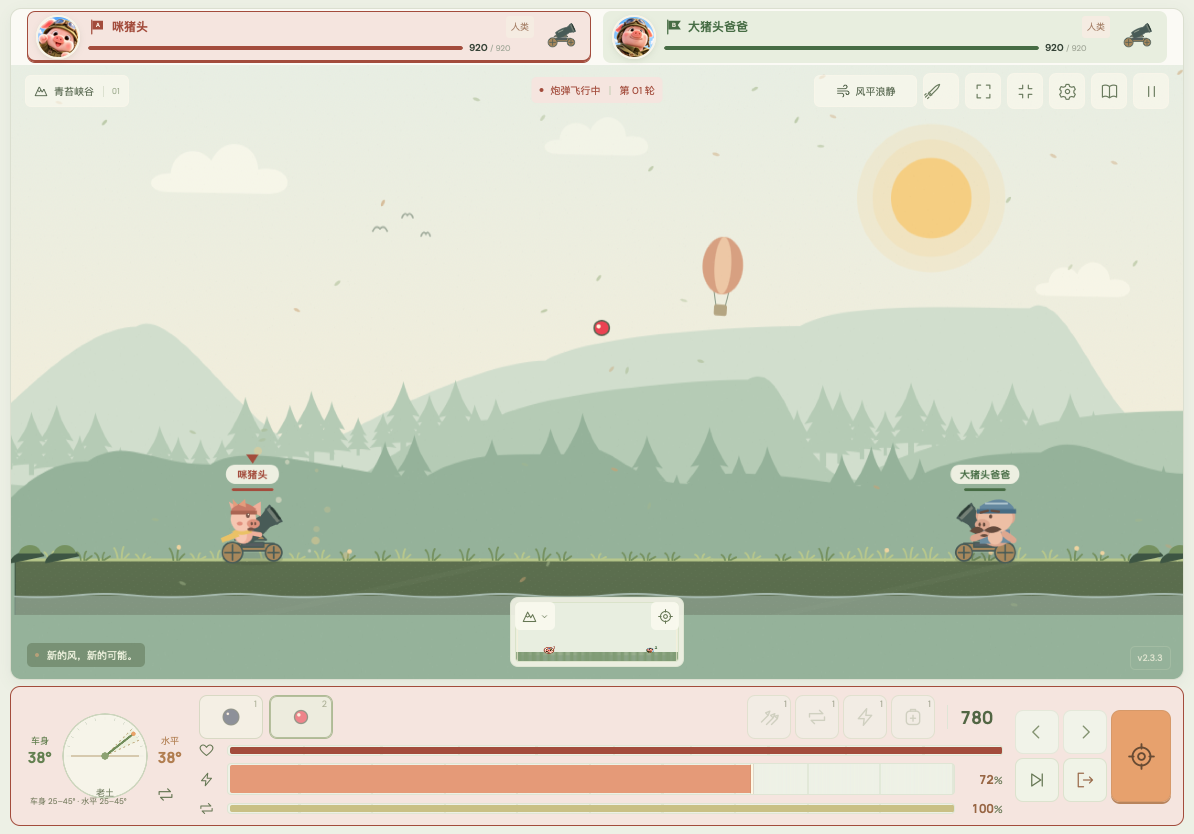 咪猪头
人类
920 / 920
大猪头爸爸
人类
920 / 920
青苔峡谷 01
炮弹飞行中 第 01 轮
风平浪静
咪猪头
大猪头爸爸
新的风，新的可能。
v2.3.3
1
2
1
1
1
1
780
车身
38°
水平
38°
老土
车身 25–45° · 水平 25–45°
72%
100%